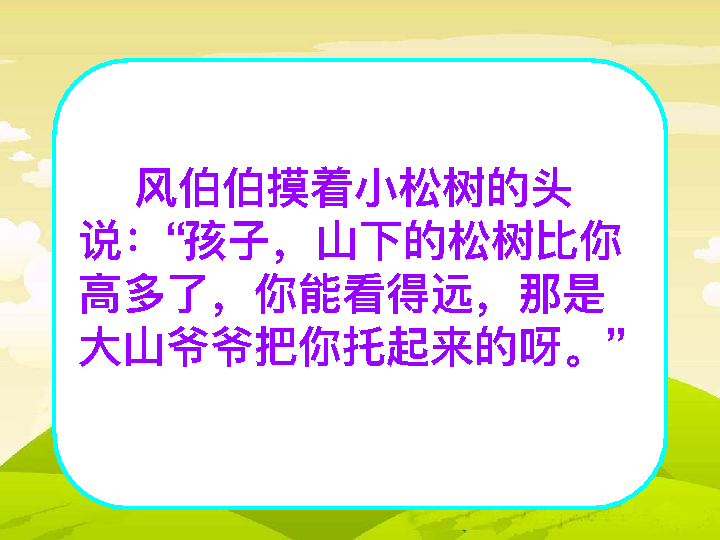 风伯伯摸着小松树的头
说：“孩子，山下的松树比你
高多了，你能看得远，那是
大山爷爷把你托起来的呀。”